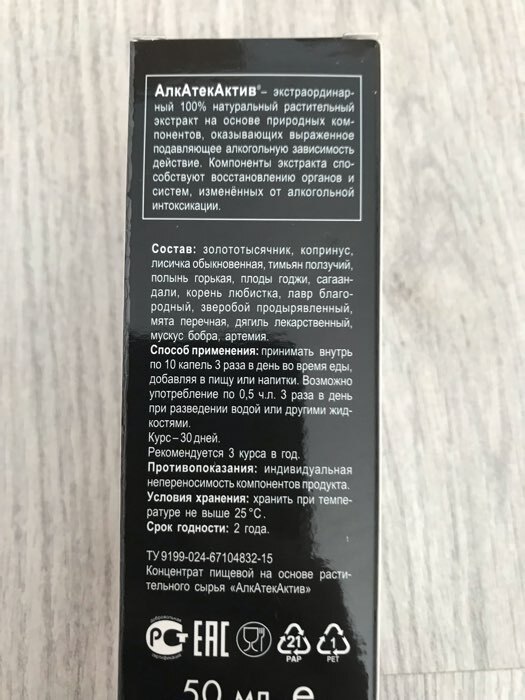 АлкАтекАктив®– экстраординар-
ный 100% натуральный растительный
экстракт на основе природных ком-
понентов, оказывающих выраженное
подавляющее алкогольную зависимость
действие. Компоненты экстракта спо-
собствуют восстановлению органов и
систем, изменённых от алкогольной
интоксикации.
Состав: золототысячник, копринус,
лисичка обыкновенная, тимьян ползучий,
полынь горькая, плоды годжи, сагаан-
дали, корень любистка, лавр благо-
родный, зверобой продырявленный,
мята перечная, дягиль лекарственный,
мускус бобра, артемия.
Способ применения: принимать внутрь
по 10 капель 3 раза в день во время еды,
добавляя в пищу или напитки. Возможно
употребление по 0,5 ч.л. 3 раза в день
при разведении водой или другими жид-
костями.
Курс – 30 дней.
Рекомендуется 3 курса в год.
Противопоказания: индивидуальная
непереносимость компонентов продукта.
Условия хранения: хранить при темпе-
ратуре не выше 25 °С.
Срок годности: 2 года.
ТУ 9199-024-67104832-15
Концентрат пищевой на основе расти-
тельного сырья «АлкАтекАктив»
добровольная
РСТ ЕАС 21 1
сертификация PAP PET
50 мл е